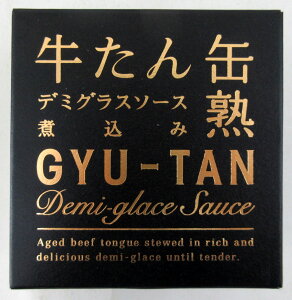 牛たん缶熟
デミグラスソース
煮込み
GYU-TAN
Demi-glace Sauce
Aged beef tongue stewed in rich and
delicious demi-glace until tender.